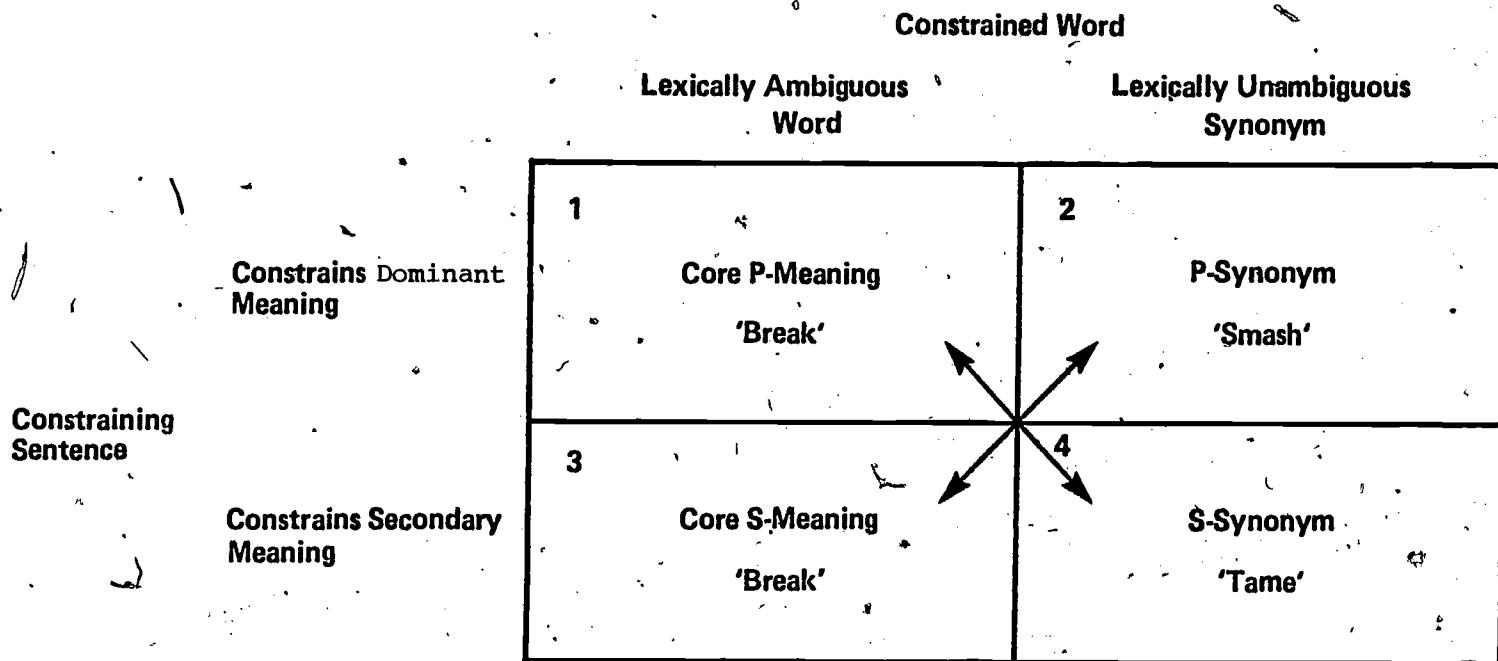 Constrained Word
Lexically Ambiguous Word
Lexically Unambiguous Synonym
1
2
Constrains Dominant
Meaning
Core P-Meaning
'Break'
P-Synonym
'Smash'
Constraining
Sentence
3
4
Constrains Secondary
Meaning
Core S-Meaning
'Break'
S-Synonym
'Tame'